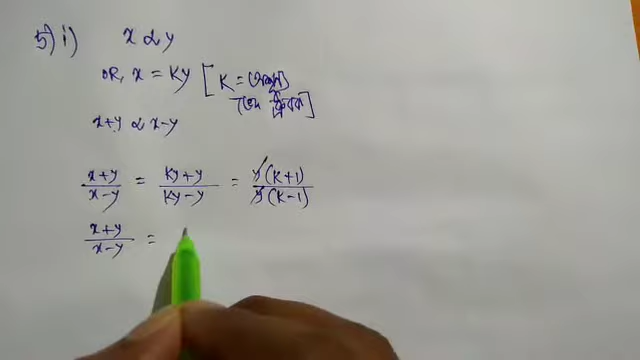 5) i) x ∝ y
OR, x = Ky [K = অশূন্য
ভেদ ধ্রুবক]
x+y ∝ x-y
x+y/x-y = Ky+y/Ky-y = y(K+1)/y(K-1)
x+y/x-y =